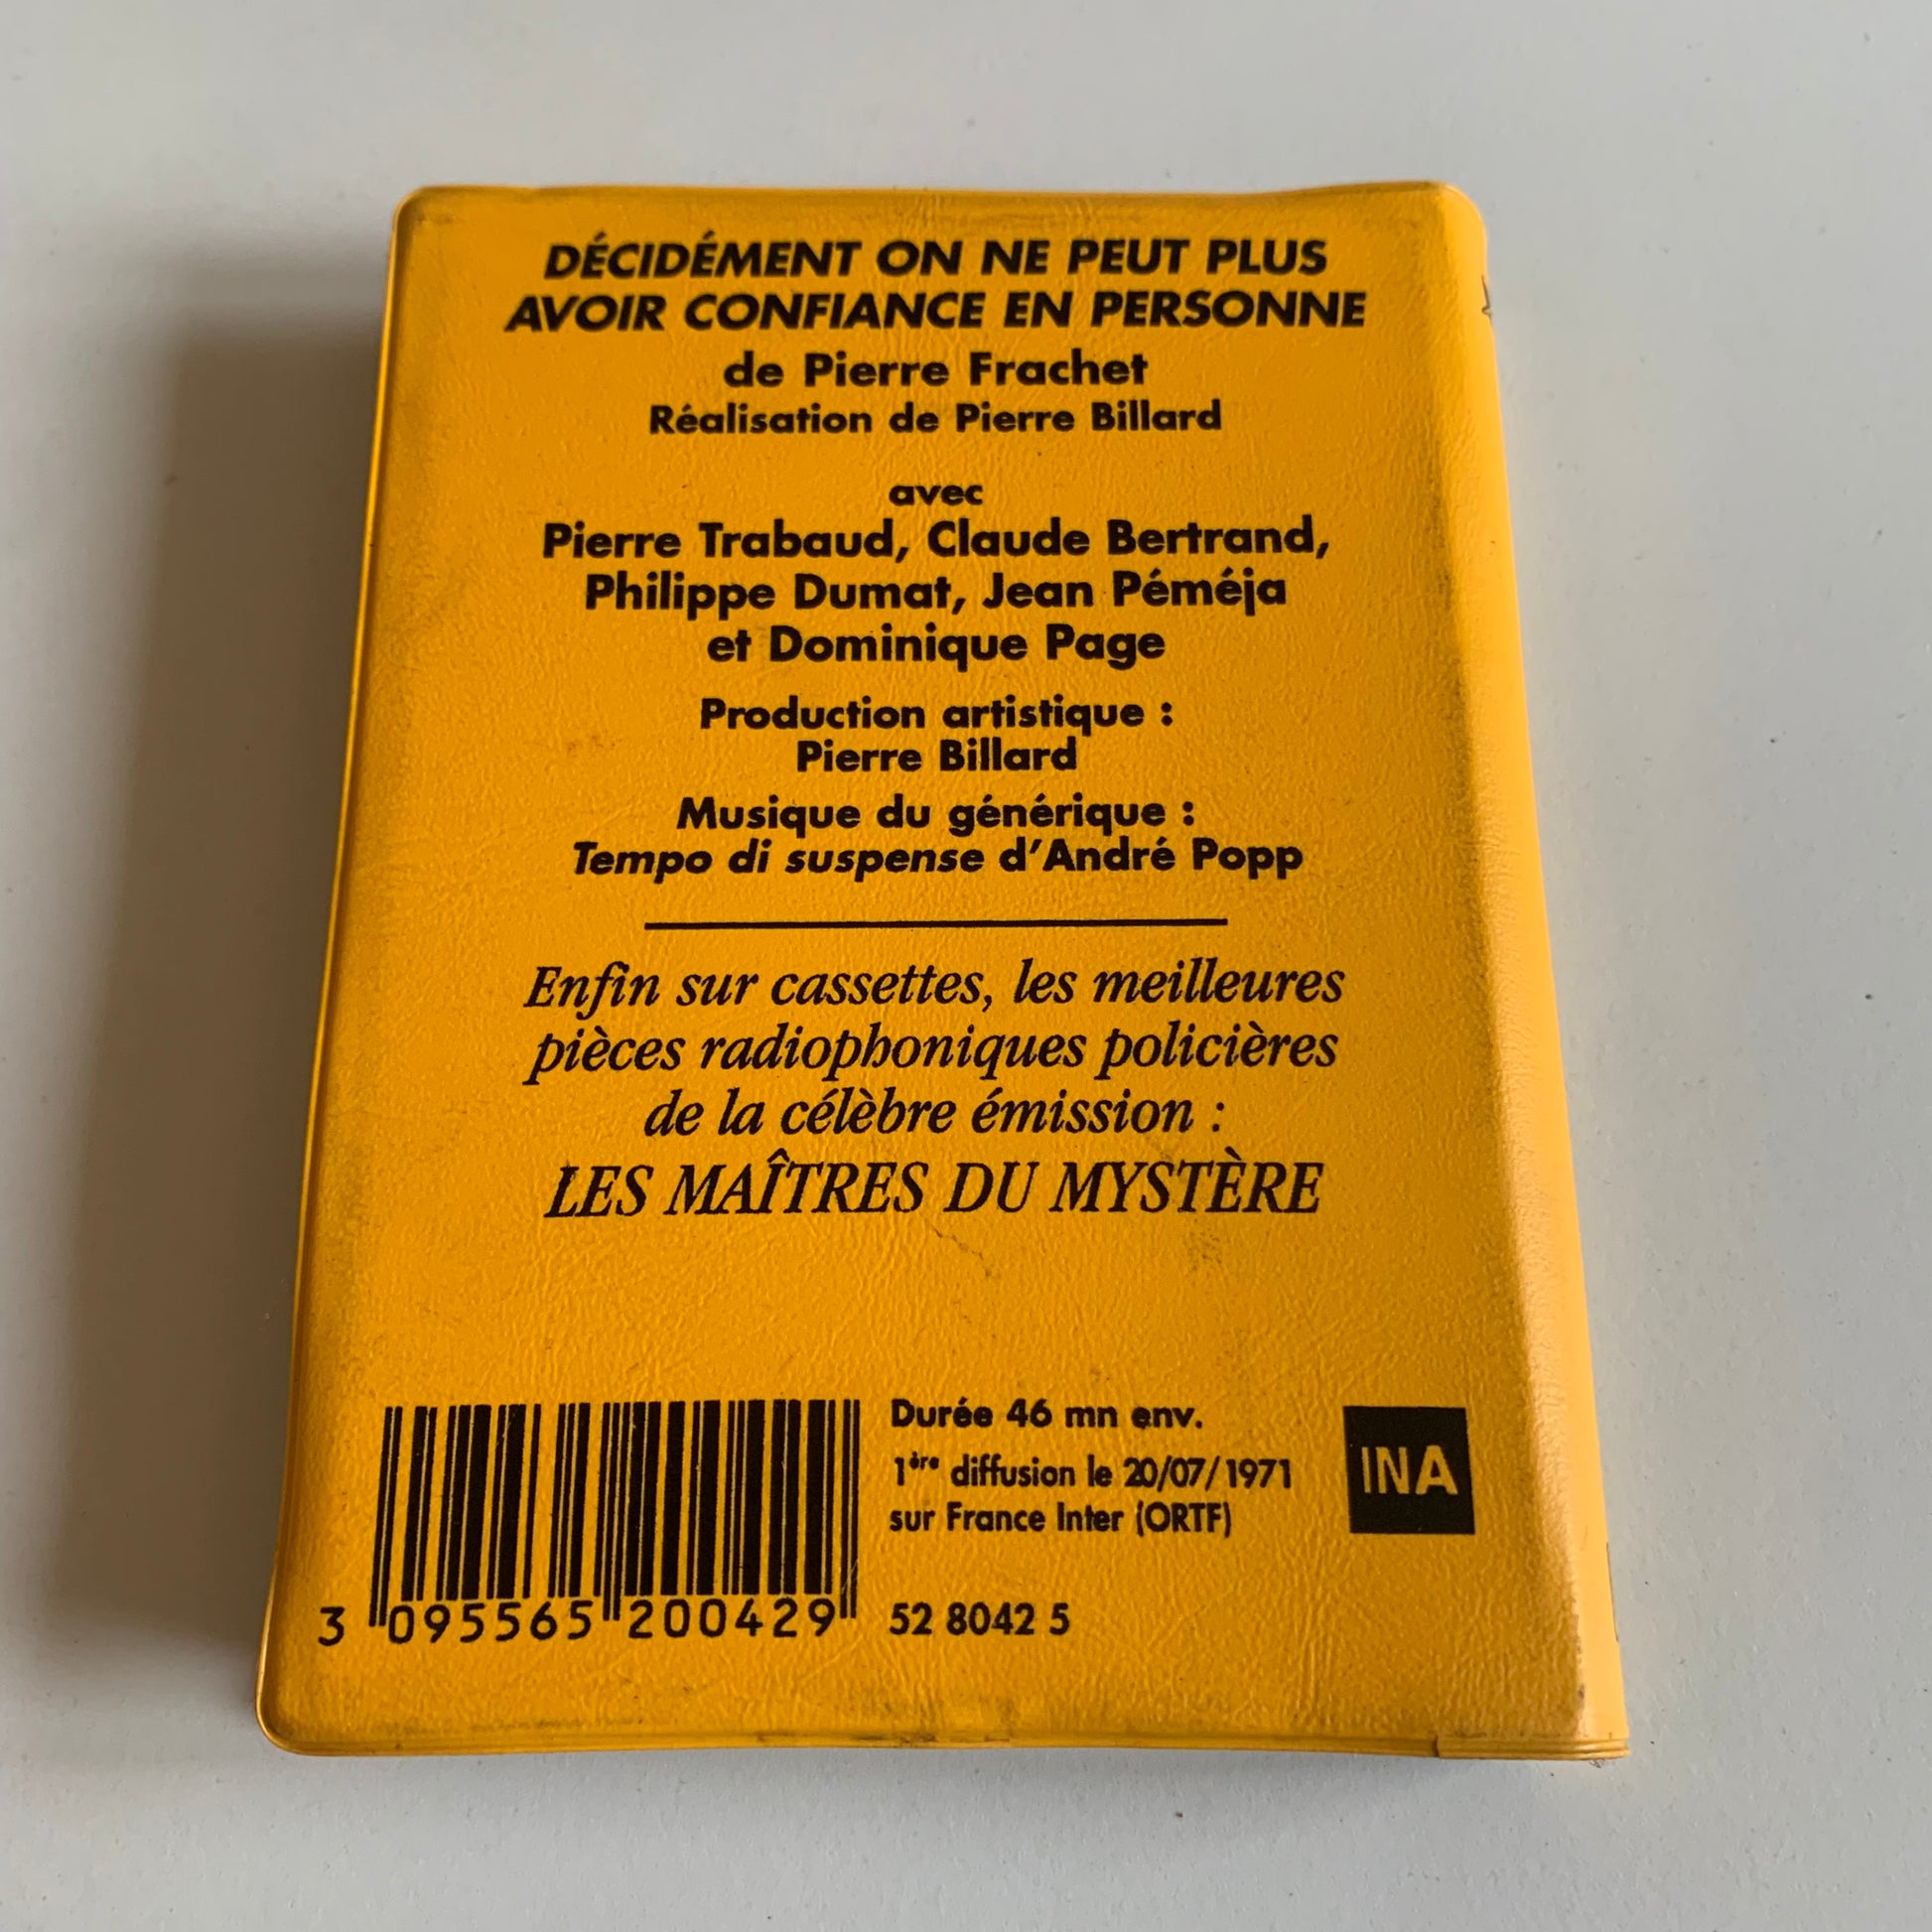 DÉCIDÉMENT ON NE PEUT PLUS
AVOIR CONFIANCE EN PERSONNE
de Pierre Frachet
Réalisation de Pierre Billard
avec
Pierre Trabaud, Claude Bertrand,
Philippe Dumat, Jean Péméja
et Dominique Page
Production artistique :
Pierre Billard
Musique du générique :
Tempo di suspense d'André Popp
Enfin sur cassettes, les meilleures
pièces radiophoniques policières
de la célèbre émission :
LES MAÎTRES DU MYSTÈRE
Durée 46 mn env.
1ère diffusion le 20/07/1971
sur France Inter (ORTF)
INA
3 095565 200429
52 8042 5